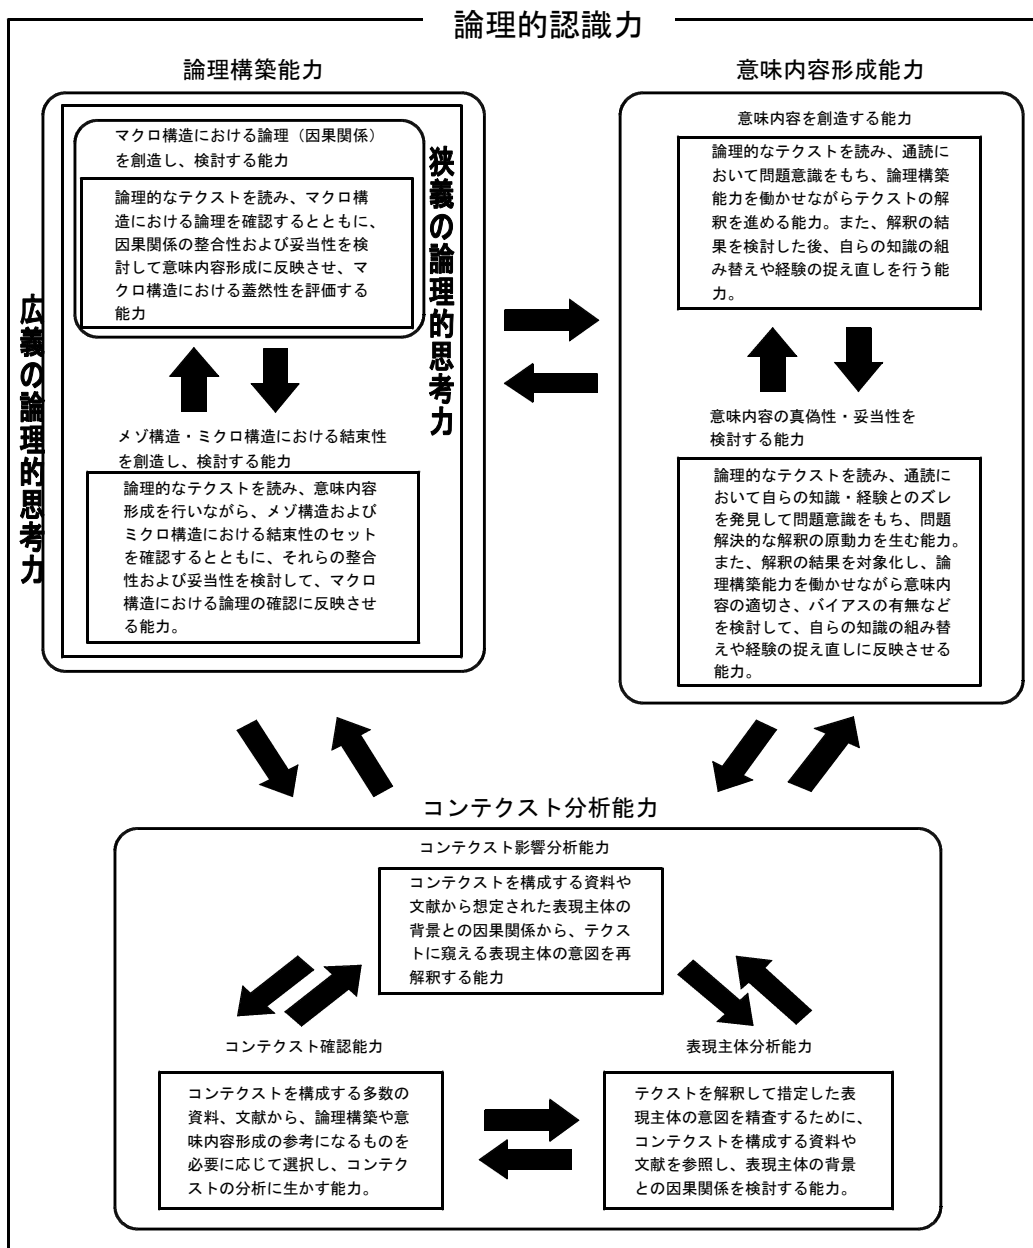 論理的認識力
論理構築能力
広義の論理的思考力
狭義の論理的思考力
マクロ構造における論理（因果関係）
を創造し、検討する能力
論理的なテクストを読み、マクロ構
造における論理を確認するとともに、
因果関係の整合性および妥当性を検
討して意味内容形成に反映させ、マ
クロ構造における蓋然性を評価する
能力
メゾ構造・ミクロ構造における結束性
を創造し、検討する能力
論理的なテクストを読み、意味内容
形成を行いながら、メゾ構造および
ミクロ構造における結束性のセット
を確認するとともに、それらの整合
性および妥当性を検討して、マクロ
構造における論理の確認に反映させ
る能力。
意味内容形成能力
意味内容を創造する能力
論理的なテクストを読み、通読に
おいて問題意識をもち、論理構築
能力を働かせながらテクストの解
釈を進める能力。また、解釈の結
果を検討した後、自らの知識の組
み替えや経験の捉え直しを行う能
力。
意味内容の真偽性・妥当性を
検討する能力
論理的なテクストを読み、通読に
おいて自らの知識・経験とのズレ
を発見して問題意識をもち、問題
解決的な解釈の原動力を生む能力。
また、解釈の結果を対象化し、論
理構築能力を働かせながら意味内
容の適切さ、バイアスの有無など
を検討して、自らの知識の組み替
えや経験の捉え直しに反映させる
能力。
コンテクスト分析能力
コンテクスト影響分析能力
コンテクストを構成する資料や
文献から想定された表現主体の
背景との因果関係から、テクス
トに窺える表現主体の意図を再
解釈する能力
コンテクスト確認能力
コンテクストを構成する多数の
資料、文献から、論理構築や意
味内容形成の参考になるものを
必要に応じて選択し、コンテク
ストの分析に生かす能力。
表現主体分析能力
テクストを解釈して措定した表
現主体の意図を精査するために、
コンテクストを構成する資料や
文献を参照し、表現主体の背景
との因果関係を検討する能力。